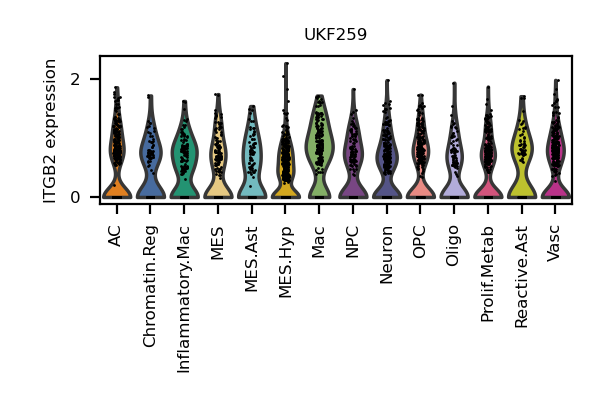 UKF259
ITGB2 expression
2
0
AC
Chromatin.Reg
Inflammatory.Mac
MES
MES.Ast
MES.Hyp
Mac
NPC
Neuron
OPC
Oligo
Prolif.Metab
Reactive.Ast
Vasc